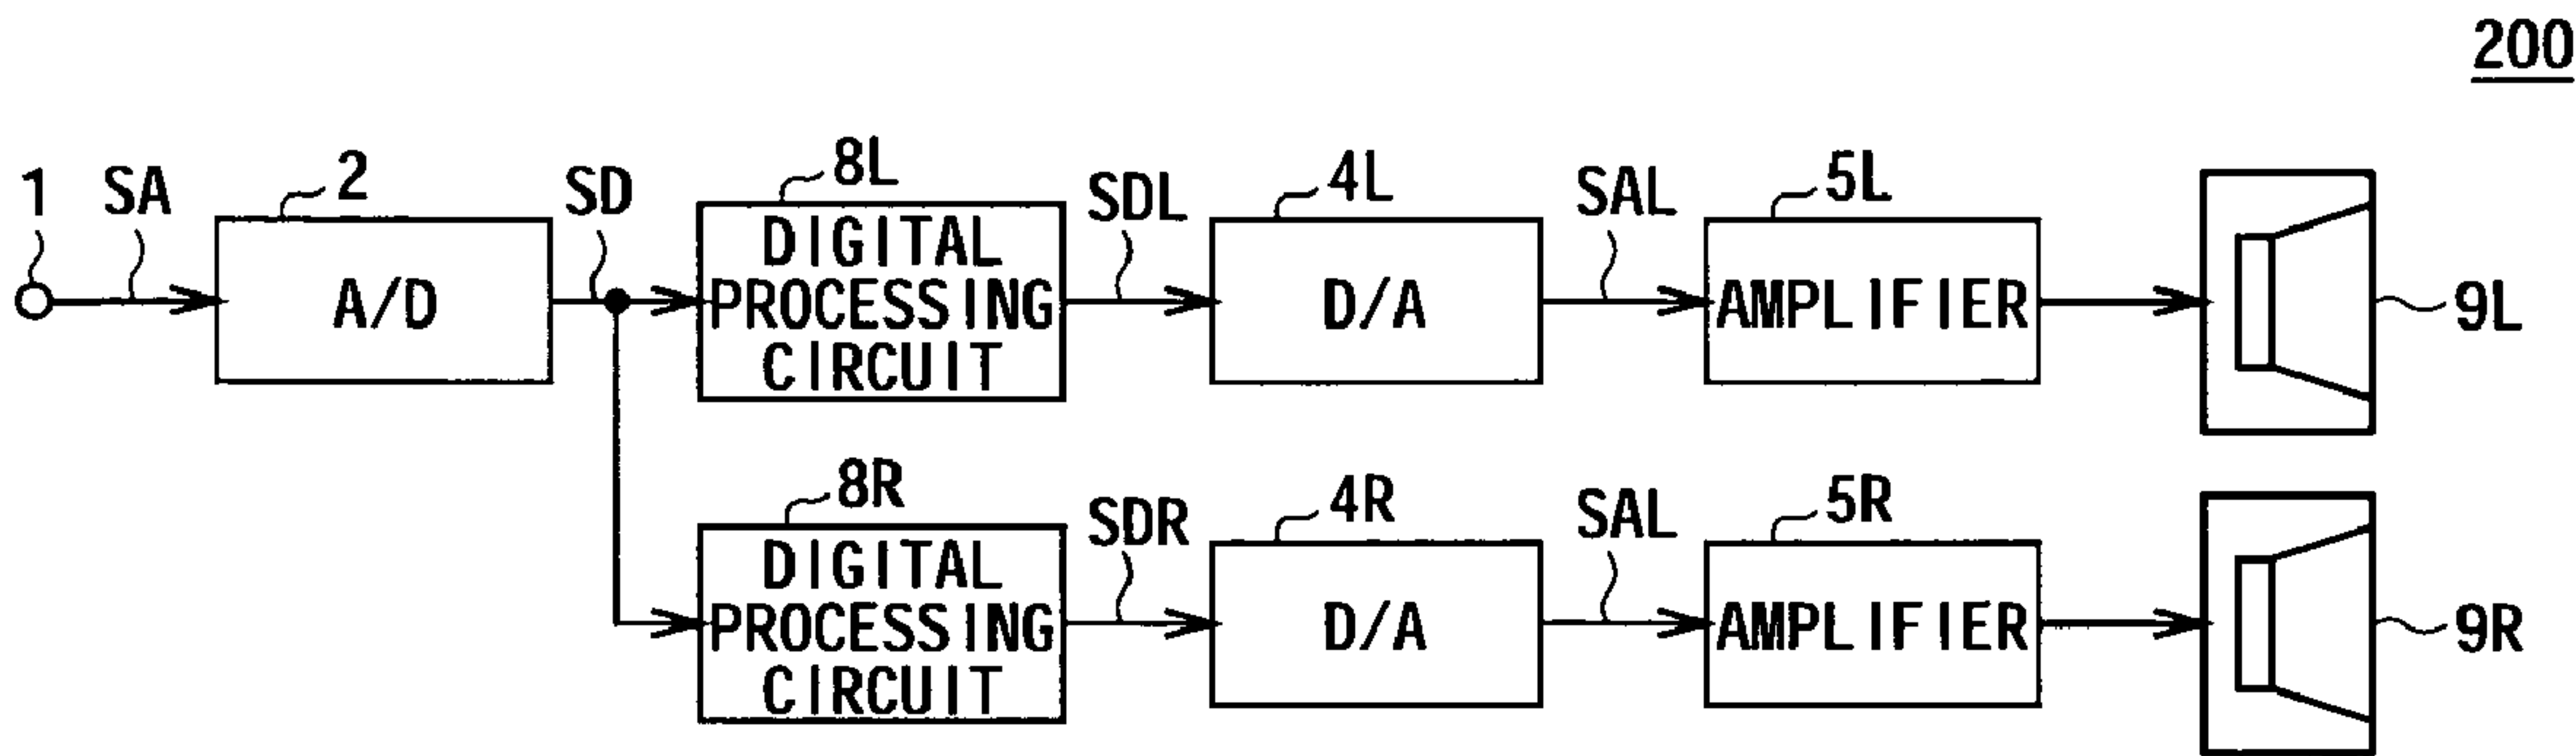 200
1
SA
2
A/D
SD
8L
DIGITAL
PROCESSING
CIRCUIT
SDL
4L
D/A
SAL
5L
AMPLIFIER
9L
8R
DIGITAL
PROCESSING
CIRCUIT
SDR
4R
D/A
SAL
5R
AMPLIFIER
9R